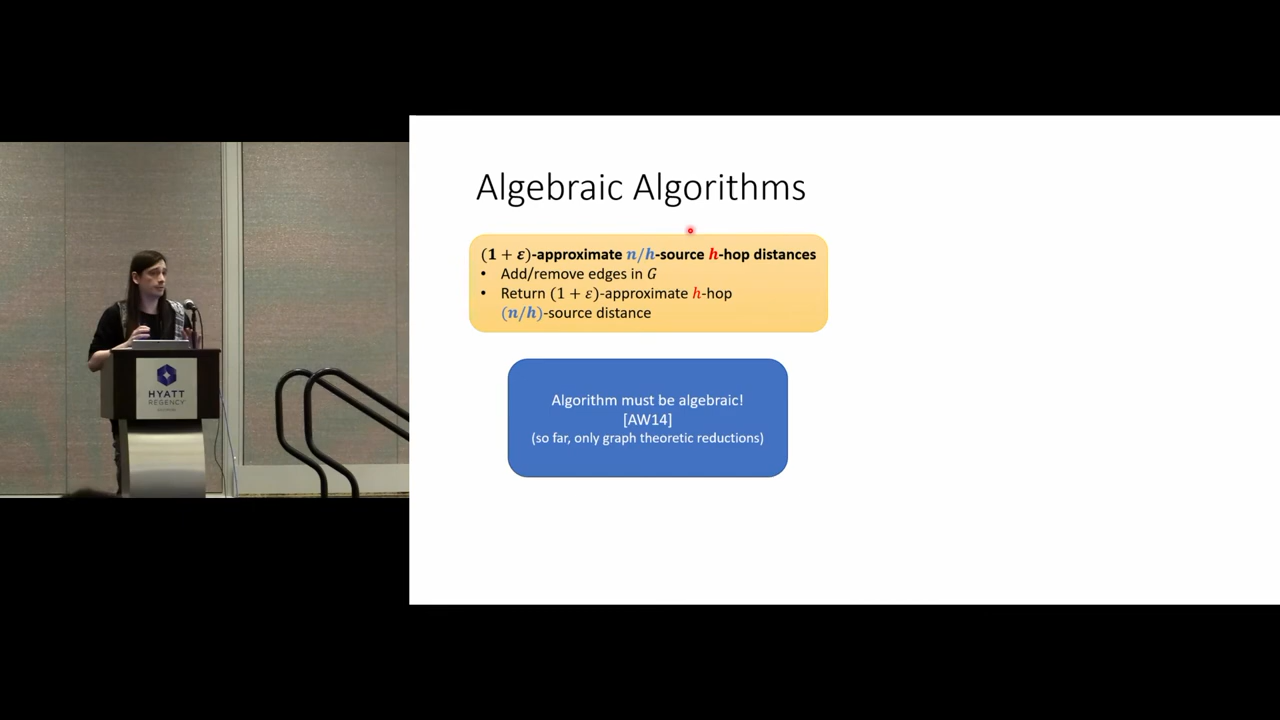 Algebraic Algorithms
(1 + ε)-approximate n/h-source h-hop distances
• Add/remove edges in G
• Return (1 + ε)-approximate h-hop
(n/h)-source distance
Algorithm must be algebraic!
[AW14]
(so far, only graph theoretic reductions)
HYATT
REGENCY